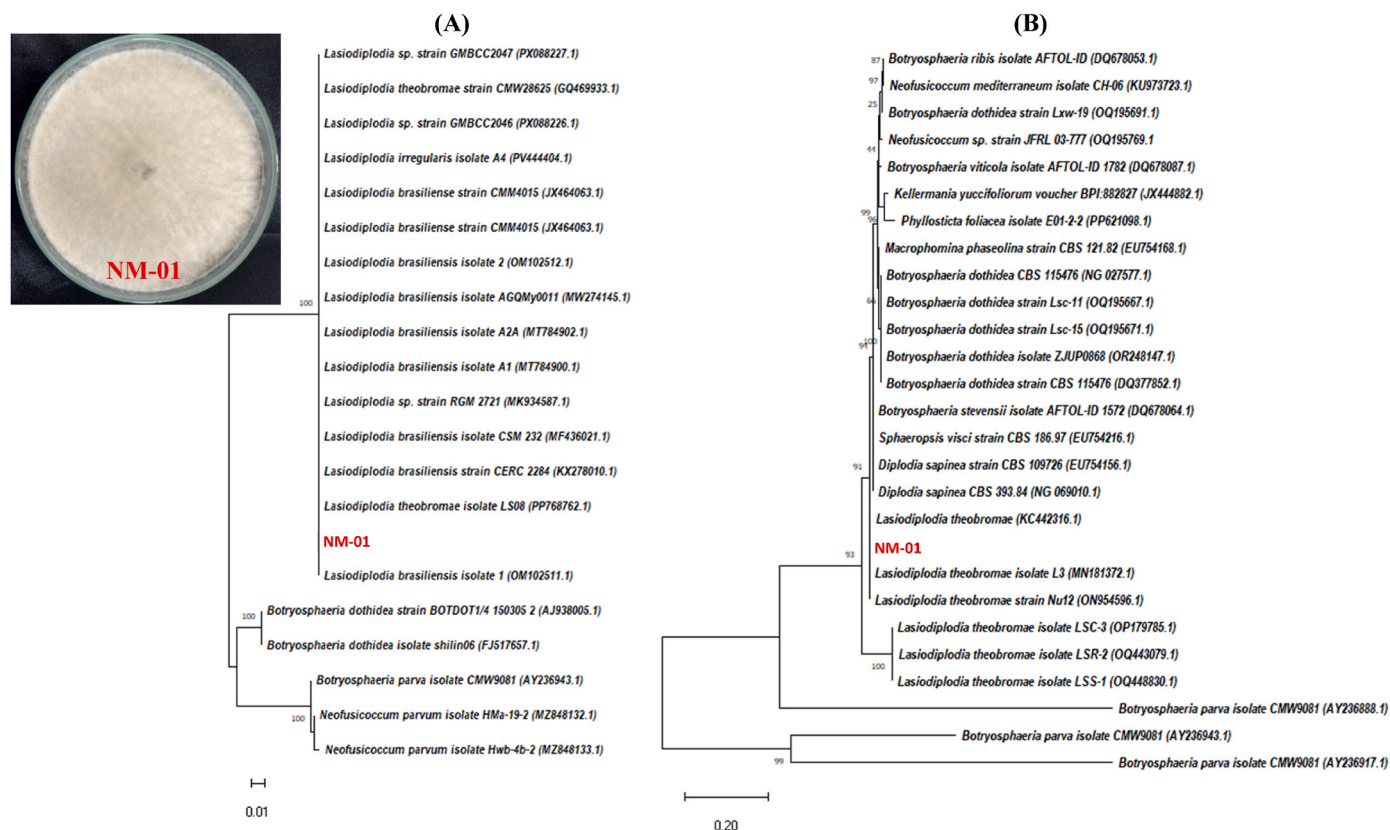 (A)
NM-01
Lasiodiplodia sp. strain GMBCC2047 (PX088227.1)
Lasiodiplodia theobromae strain CMW28625 (GQ469933.1)
Lasiodiplodia sp. strain GMBCC2046 (PX088226.1)
Lasiodiplodia irregularis isolate A4 (PV444404.1)
Lasiodiplodia brasiliense strain CMM4015 (JX464063.1)
Lasiodiplodia brasiliense strain CMM4015 (JX464063.1)
Lasiodiplodia brasiliensis isolate 2 (OM102512.1)
Lasiodiplodia brasiliensis isolate AGQMy0011 (MW274145.1)
Lasiodiplodia brasiliensis isolate A2A (MT784902.1)
Lasiodiplodia brasiliensis isolate A1 (MT784900.1)
Lasiodiplodia sp. strain RGM 2721 (MK934587.1)
Lasiodiplodia brasiliensis isolate CSM 232 (MF436021.1)
Lasiodiplodia brasiliensis strain CERC 2284 (KX278010.1)
Lasiodiplodia theobromae isolate LS08 (PP768762.1)
NM-01
Lasiodiplodia brasiliensis isolate 1 (OM102511.1)
Botryosphaeria dothidea strain BOTDOT1/4 150305 2 (AJ938005.1)
Botryosphaeria dothidea isolate shilin06 (FJ517657.1)
Botryosphaeria parva isolate CMW9081 (AY236943.1)
Neofusicoccum parvum isolate HMa-19-2 (MZ848132.1)
Neofusicoccum parvum isolate Hwb-4b-2 (MZ848133.1)
100
100
100
0.01
(B)
Botryosphaeria ribis isolate AFTOL-ID (DQ678053.1)
Neofusicoccum mediterraneum isolate CH-06 (KU973723.1)
Botryosphaeria dothidea strain Lxw-19 (OQ195691.1)
Neofusicoccum sp. strain JFRL 03-777 (OQ195769.1
Botryosphaeria viticola isolate AFTOL-ID 1782 (DQ678087.1)
Kellermania yuccifoliorum voucher BPI:882827 (JX444882.1)
Phyllosticta foliacea isolate E01-2-2 (PP621098.1)
Macrophomina phaseolina strain CBS 121.82 (EU754168.1)
Botryosphaeria dothidea CBS 115476 (NG 027577.1)
Botryosphaeria dothidea strain Lsc-11 (OQ195667.1)
Botryosphaeria dothidea strain Lsc-15 (OQ195671.1)
Botryosphaeria dothidea isolate ZJUP0868 (OR248147.1)
Botryosphaeria dothidea strain CBS 115476 (DQ377852.1)
Botryosphaeria stevensii isolate AFTOL-ID 1572 (DQ678064.1)
Sphaeropsis visci strain CBS 186.97 (EU754216.1)
Diplodia sapinea strain CBS 109726 (EU754156.1)
Diplodia sapinea CBS 393.84 (NG 069010.1)
Lasiodiplodia theobromae (KC442316.1)
NM-01
Lasiodiplodia theobromae isolate L3 (MN181372.1)
Lasiodiplodia theobromae strain Nu12 (ON954596.1)
Lasiodiplodia theobromae isolate LSC-3 (OP179785.1)
Lasiodiplodia theobromae isolate LSR-2 (OQ443079.1)
Lasiodiplodia theobromae isolate LSS-1 (OQ448830.1)
Botryosphaeria parva isolate CMW9081 (AY236888.1)
Botryosphaeria parva isolate CMW9081 (AY236943.1)
Botryosphaeria parva isolate CMW9081 (AY236917.1)
87
97
25
44
99
100
91
93
100
99
0.20